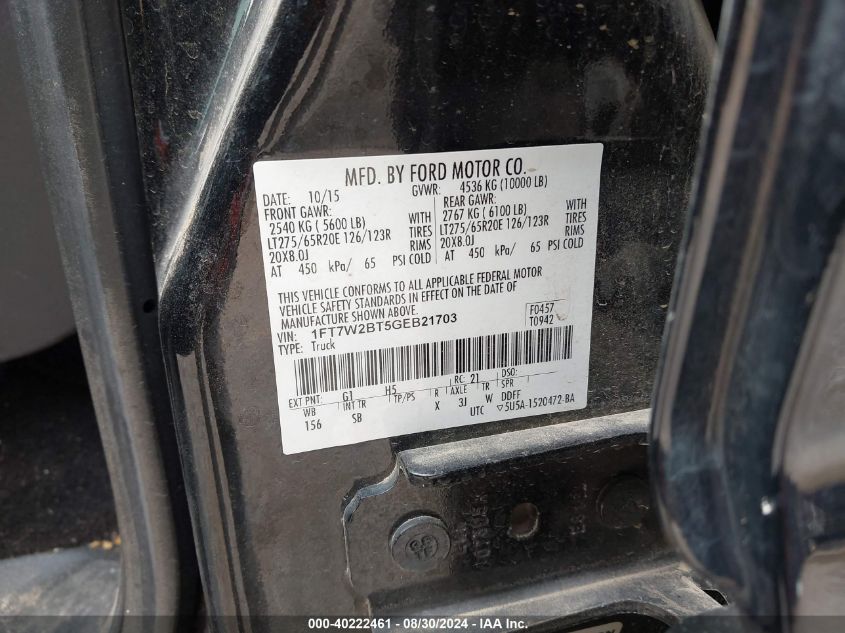 MFD. BY FORD MOTOR CO.
DATE: 10/15 GVWR: 4536 KG (10000 LB)
FRONT GAWR: REAR GAWR:
2540 KG ( 5600 LB) WITH 2767 KG ( 6100 LB) WITH
LT275/65R20E 126/123R TIRES LT275/65R20E 126/123R TIRES
20X8.0J RIMS 20X8.0J RIMS
AT 450 kPa/ 65 PSI COLD AT 450 kPa/ 65 PSI COLD
THIS VEHICLE CONFORMS TO ALL APPLICABLE FEDERAL MOTOR
VEHICLE SAFETY STANDARDS IN EFFECT ON THE DATE OF
MANUFACTURE SHOWN ABOVE.
VIN: 1FT7W2BT5GEB21703 F0457
TYPE: Truck T0942
EXT PNT: G1 H5 RC: 21 DSO:
WB INT TR TP/PS R AXLE TR SPR
156 SB X 3J W DDFF
UTC ▽5U5A-1520472-BA
000-40222461 - 08/30/2024 - IAAI.COM